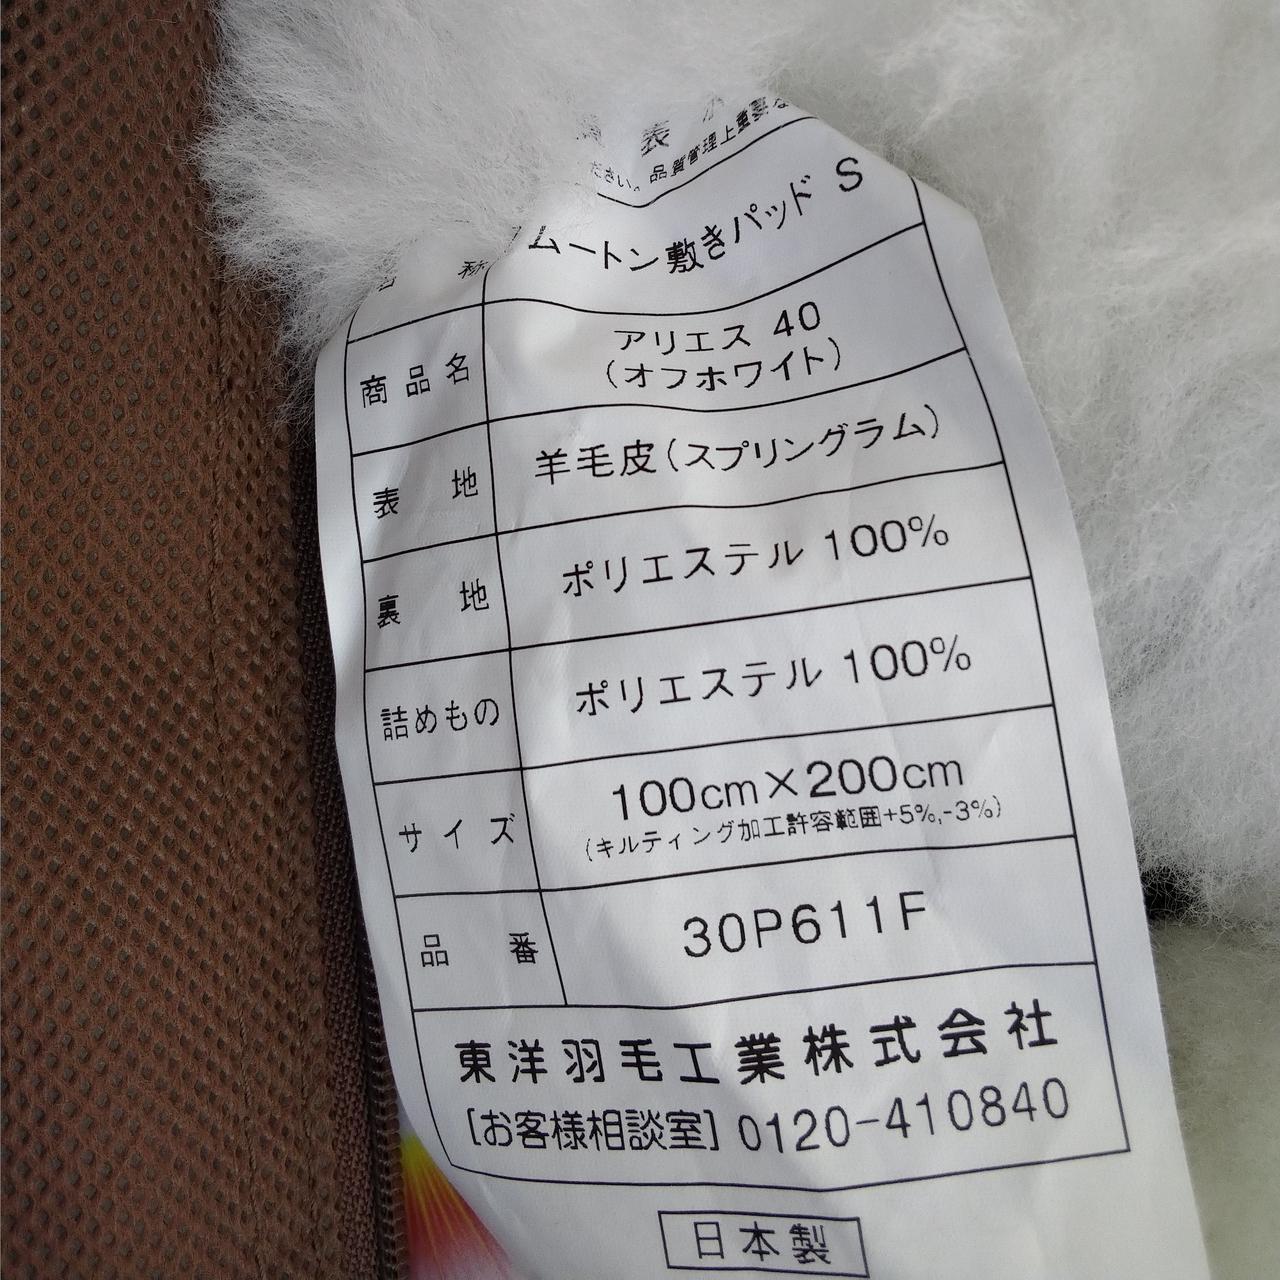 表
ださい。品質管理上重要な
称 ムートン敷きパッド S
商品名 アリエス 40
(オフホワイト)
表地 羊毛皮(スプリングラム)
裏地 ポリエステル 100%
詰めもの ポリエステル 100%
サイズ 100cm×200cm
(キルティング加工許容範囲+5%,-3%)
品番 30P611F
東洋羽毛工業株式会社
[お客様相談室] 0120-410840
日本製